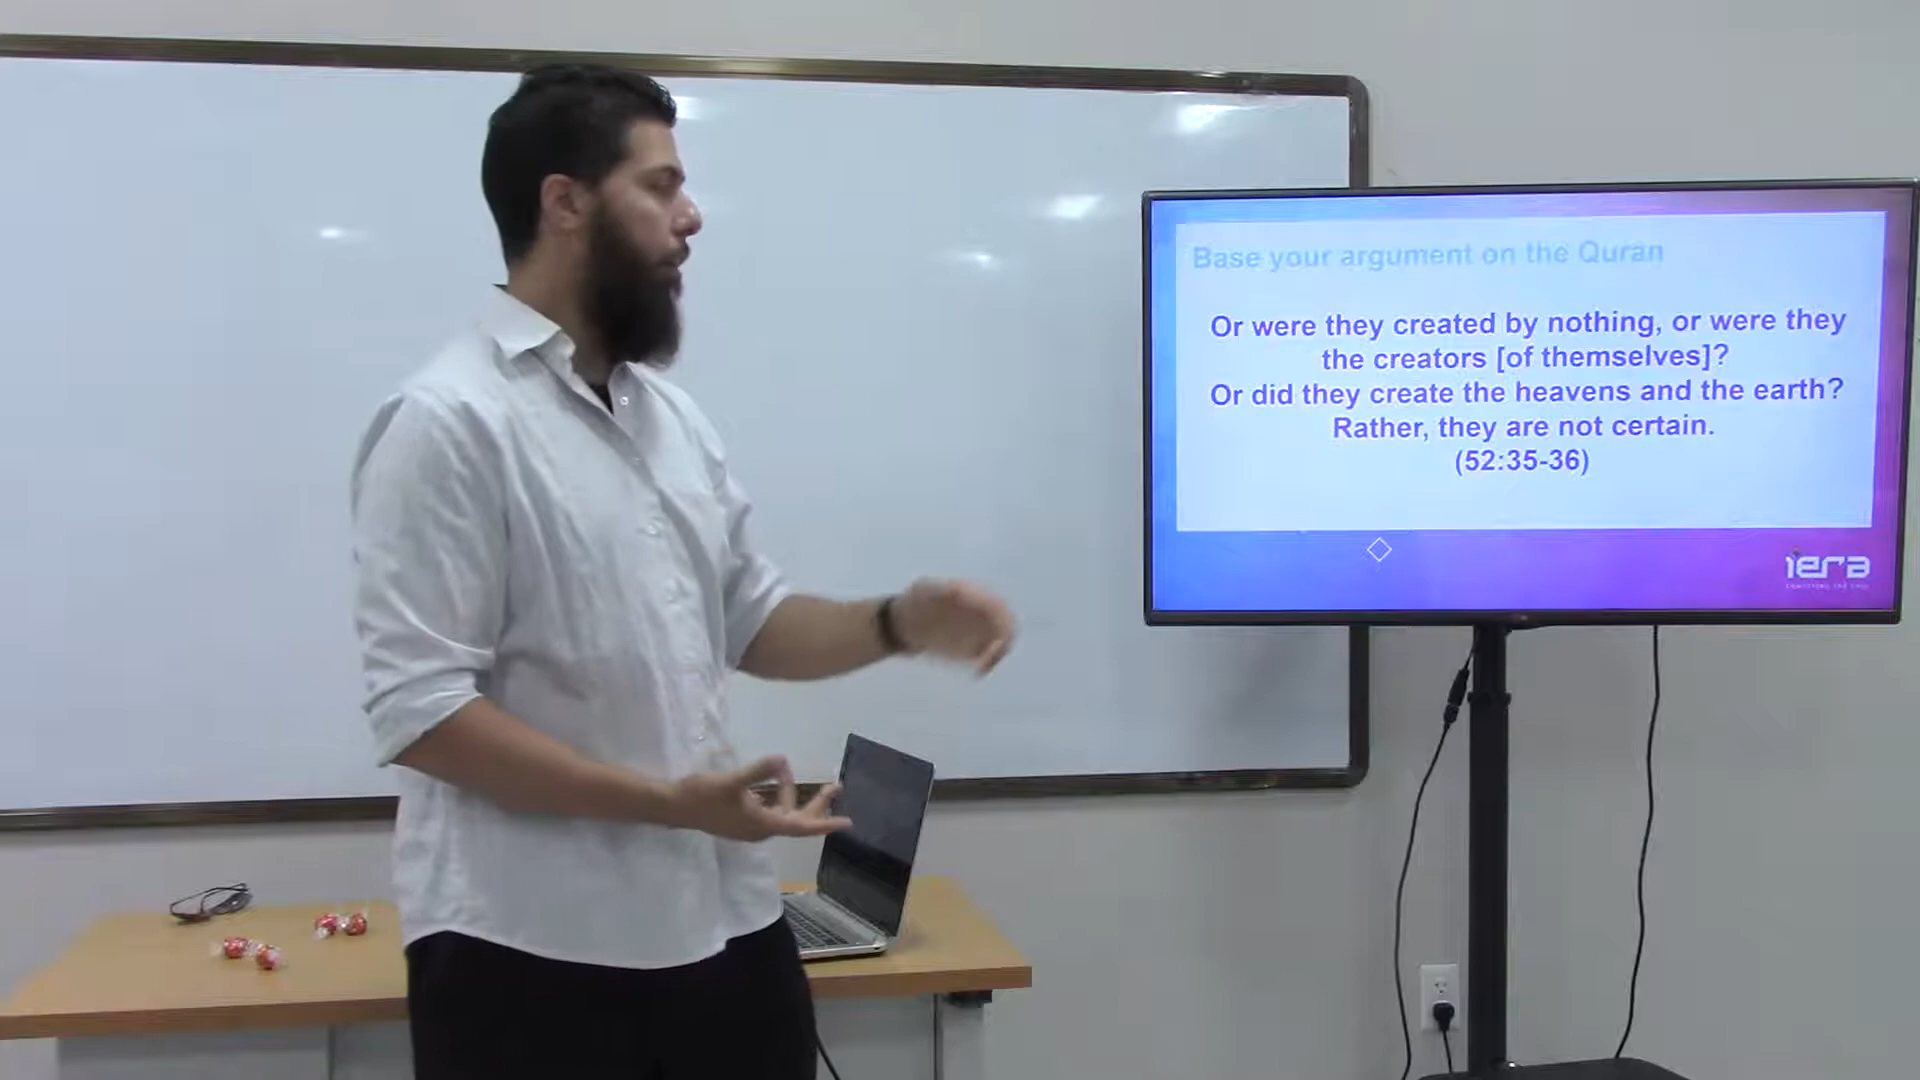 Base your argument on the Quran
Or were they created by nothing, or were they
the creators [of themselves]?
Or did they create the heavens and the earth?
Rather, they are not certain.
(52:35-36)
iera